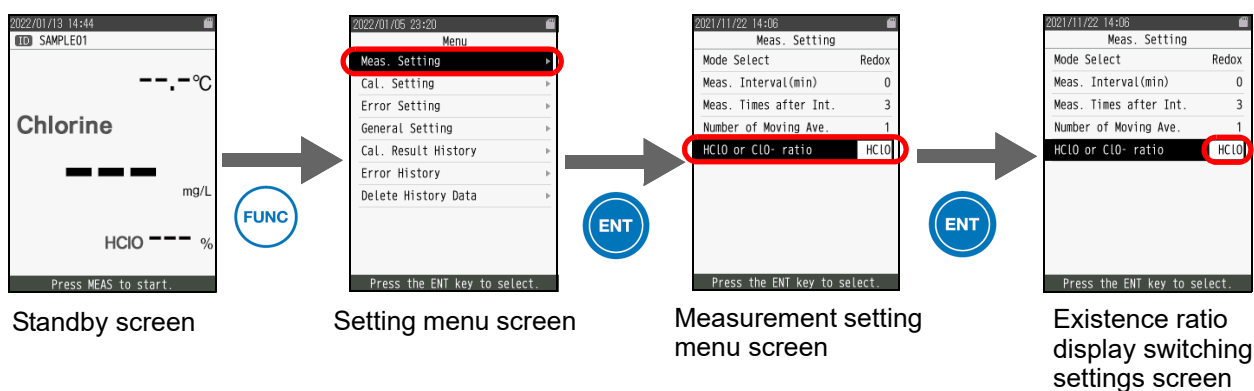 2022/01/13 14:44
ID SAMPLE01
--.-℃
Chlorine
--- mg/L
HClO --- %
Press MEAS to start.
Standby screen
FUNC
2022/01/05 23:20
Menu
Meas. Setting
Cal. Setting
Error Setting
General Setting
Cal. Result History
Error History
Delete History Data
Press the ENT key to select.
Setting menu screen
ENT
2021/11/22 14:06
Meas. Setting
Mode Select Redox
Meas. Interval(min) 0
Meas. Times after Int. 3
Number of Moving Ave. 1
HClO or ClO- ratio HClO
Press the ENT key to select.
Measurement setting
menu screen
ENT
2021/11/22 14:06
Meas. Setting
Mode Select Redox
Meas. Interval(min) 0
Meas. Times after Int. 3
Number of Moving Ave. 1
HClO or ClO- ratio HClO
Press the ENT key to select.
Existence ratio
display switching
settings screen